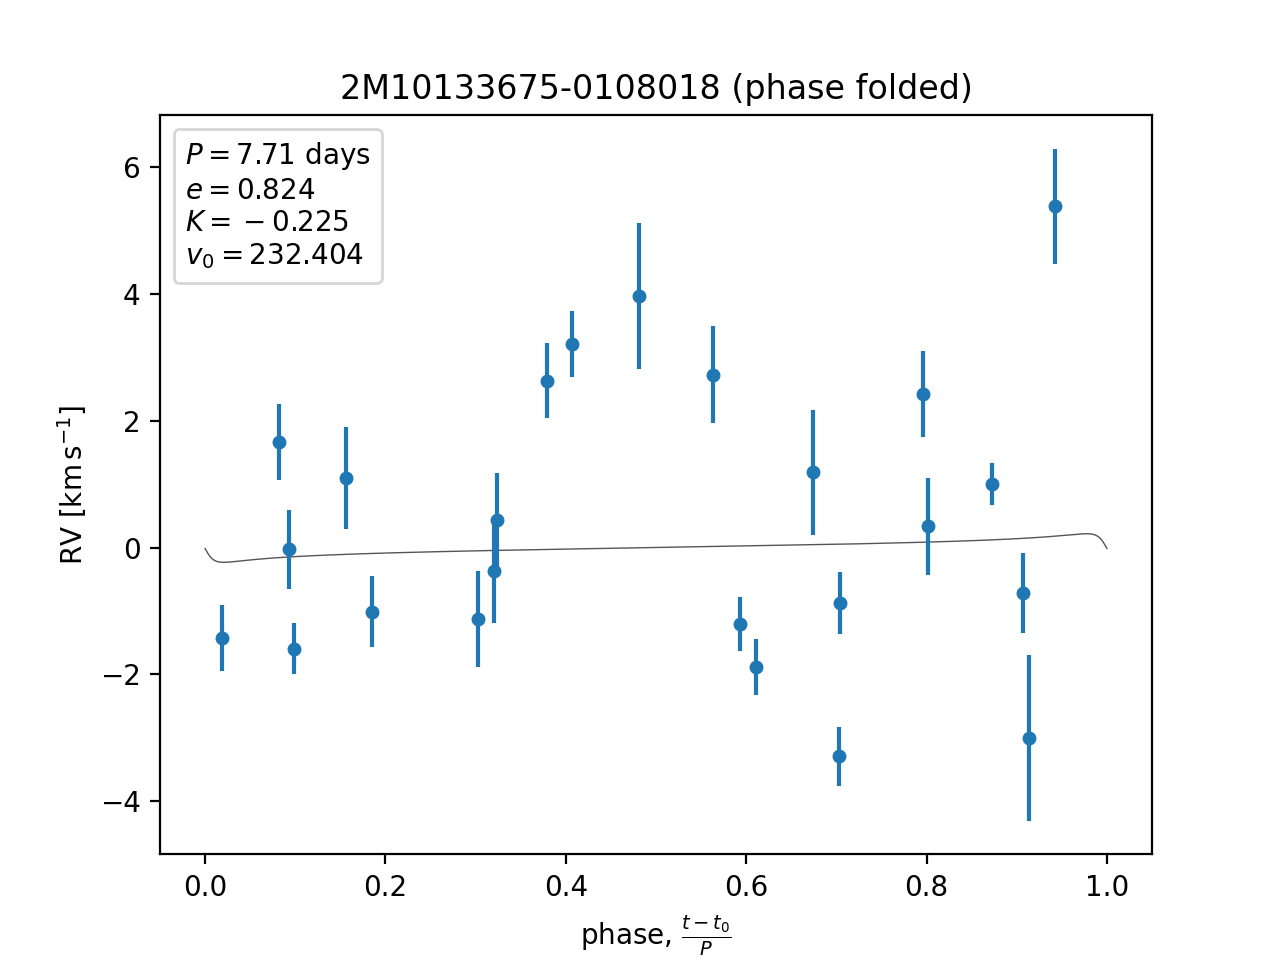 2M10133675-0108018 (phase folded)
P = 7.71 days
e = 0.824
K = −0.225
v₀ = 232.404
6
4
2
0
−2
−4
RV [km s⁻¹]
0.0 0.2 0.4 0.6 0.8 1.0
phase, (t − t₀)/P